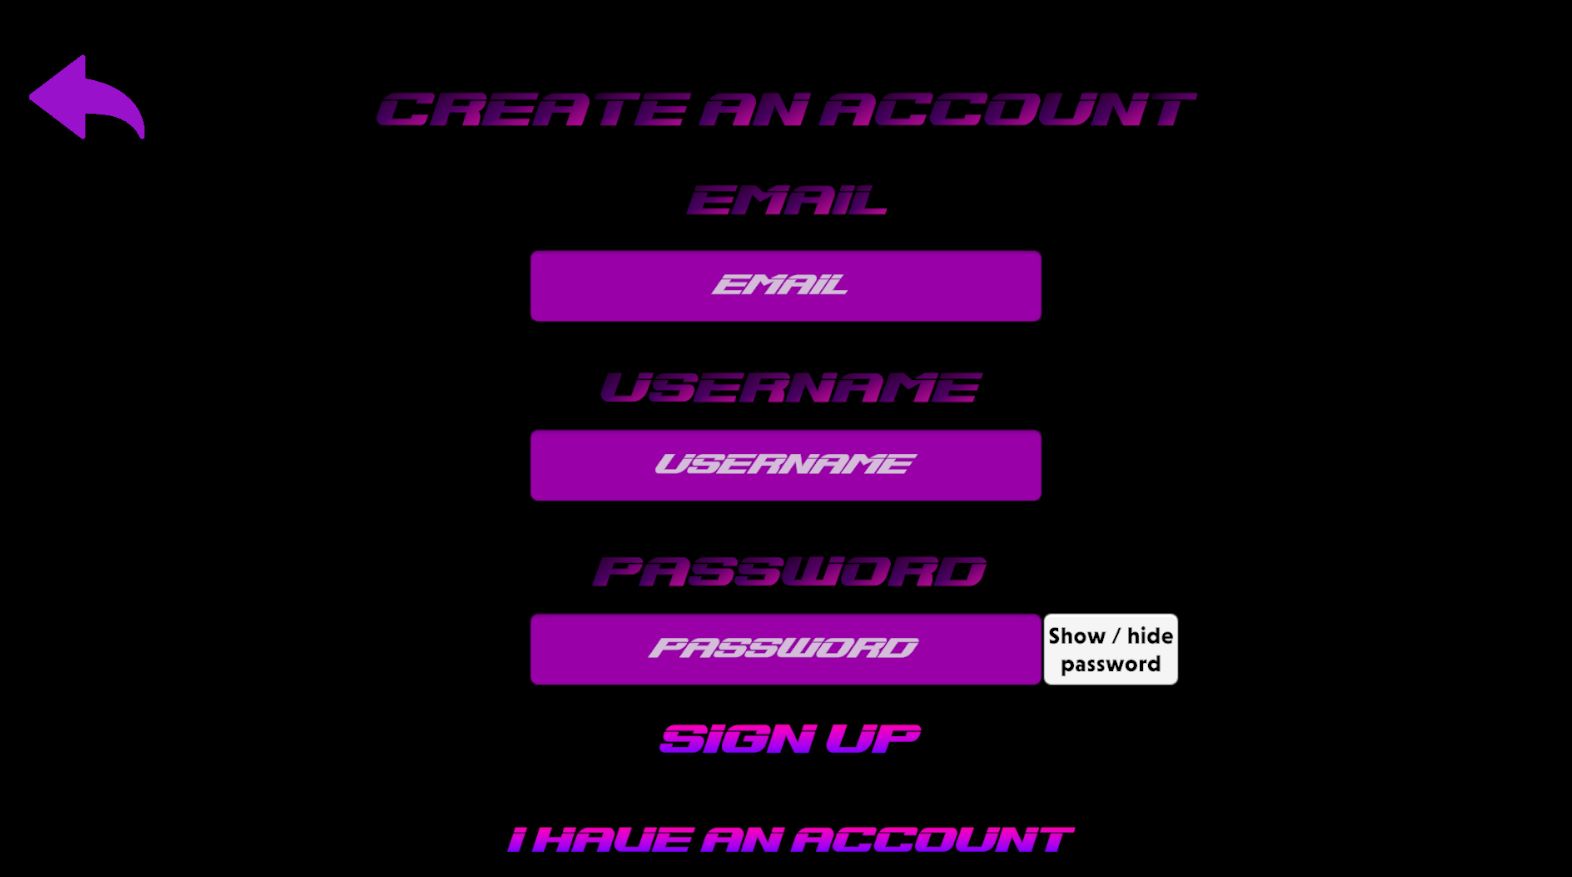 CREATE AN ACCOUNT
EMAIL
EMAIL
USERNAME
USERNAME
PASSWORD
PASSWORD
Show / hide
password
SIGN UP
I HAVE AN ACCOUNT